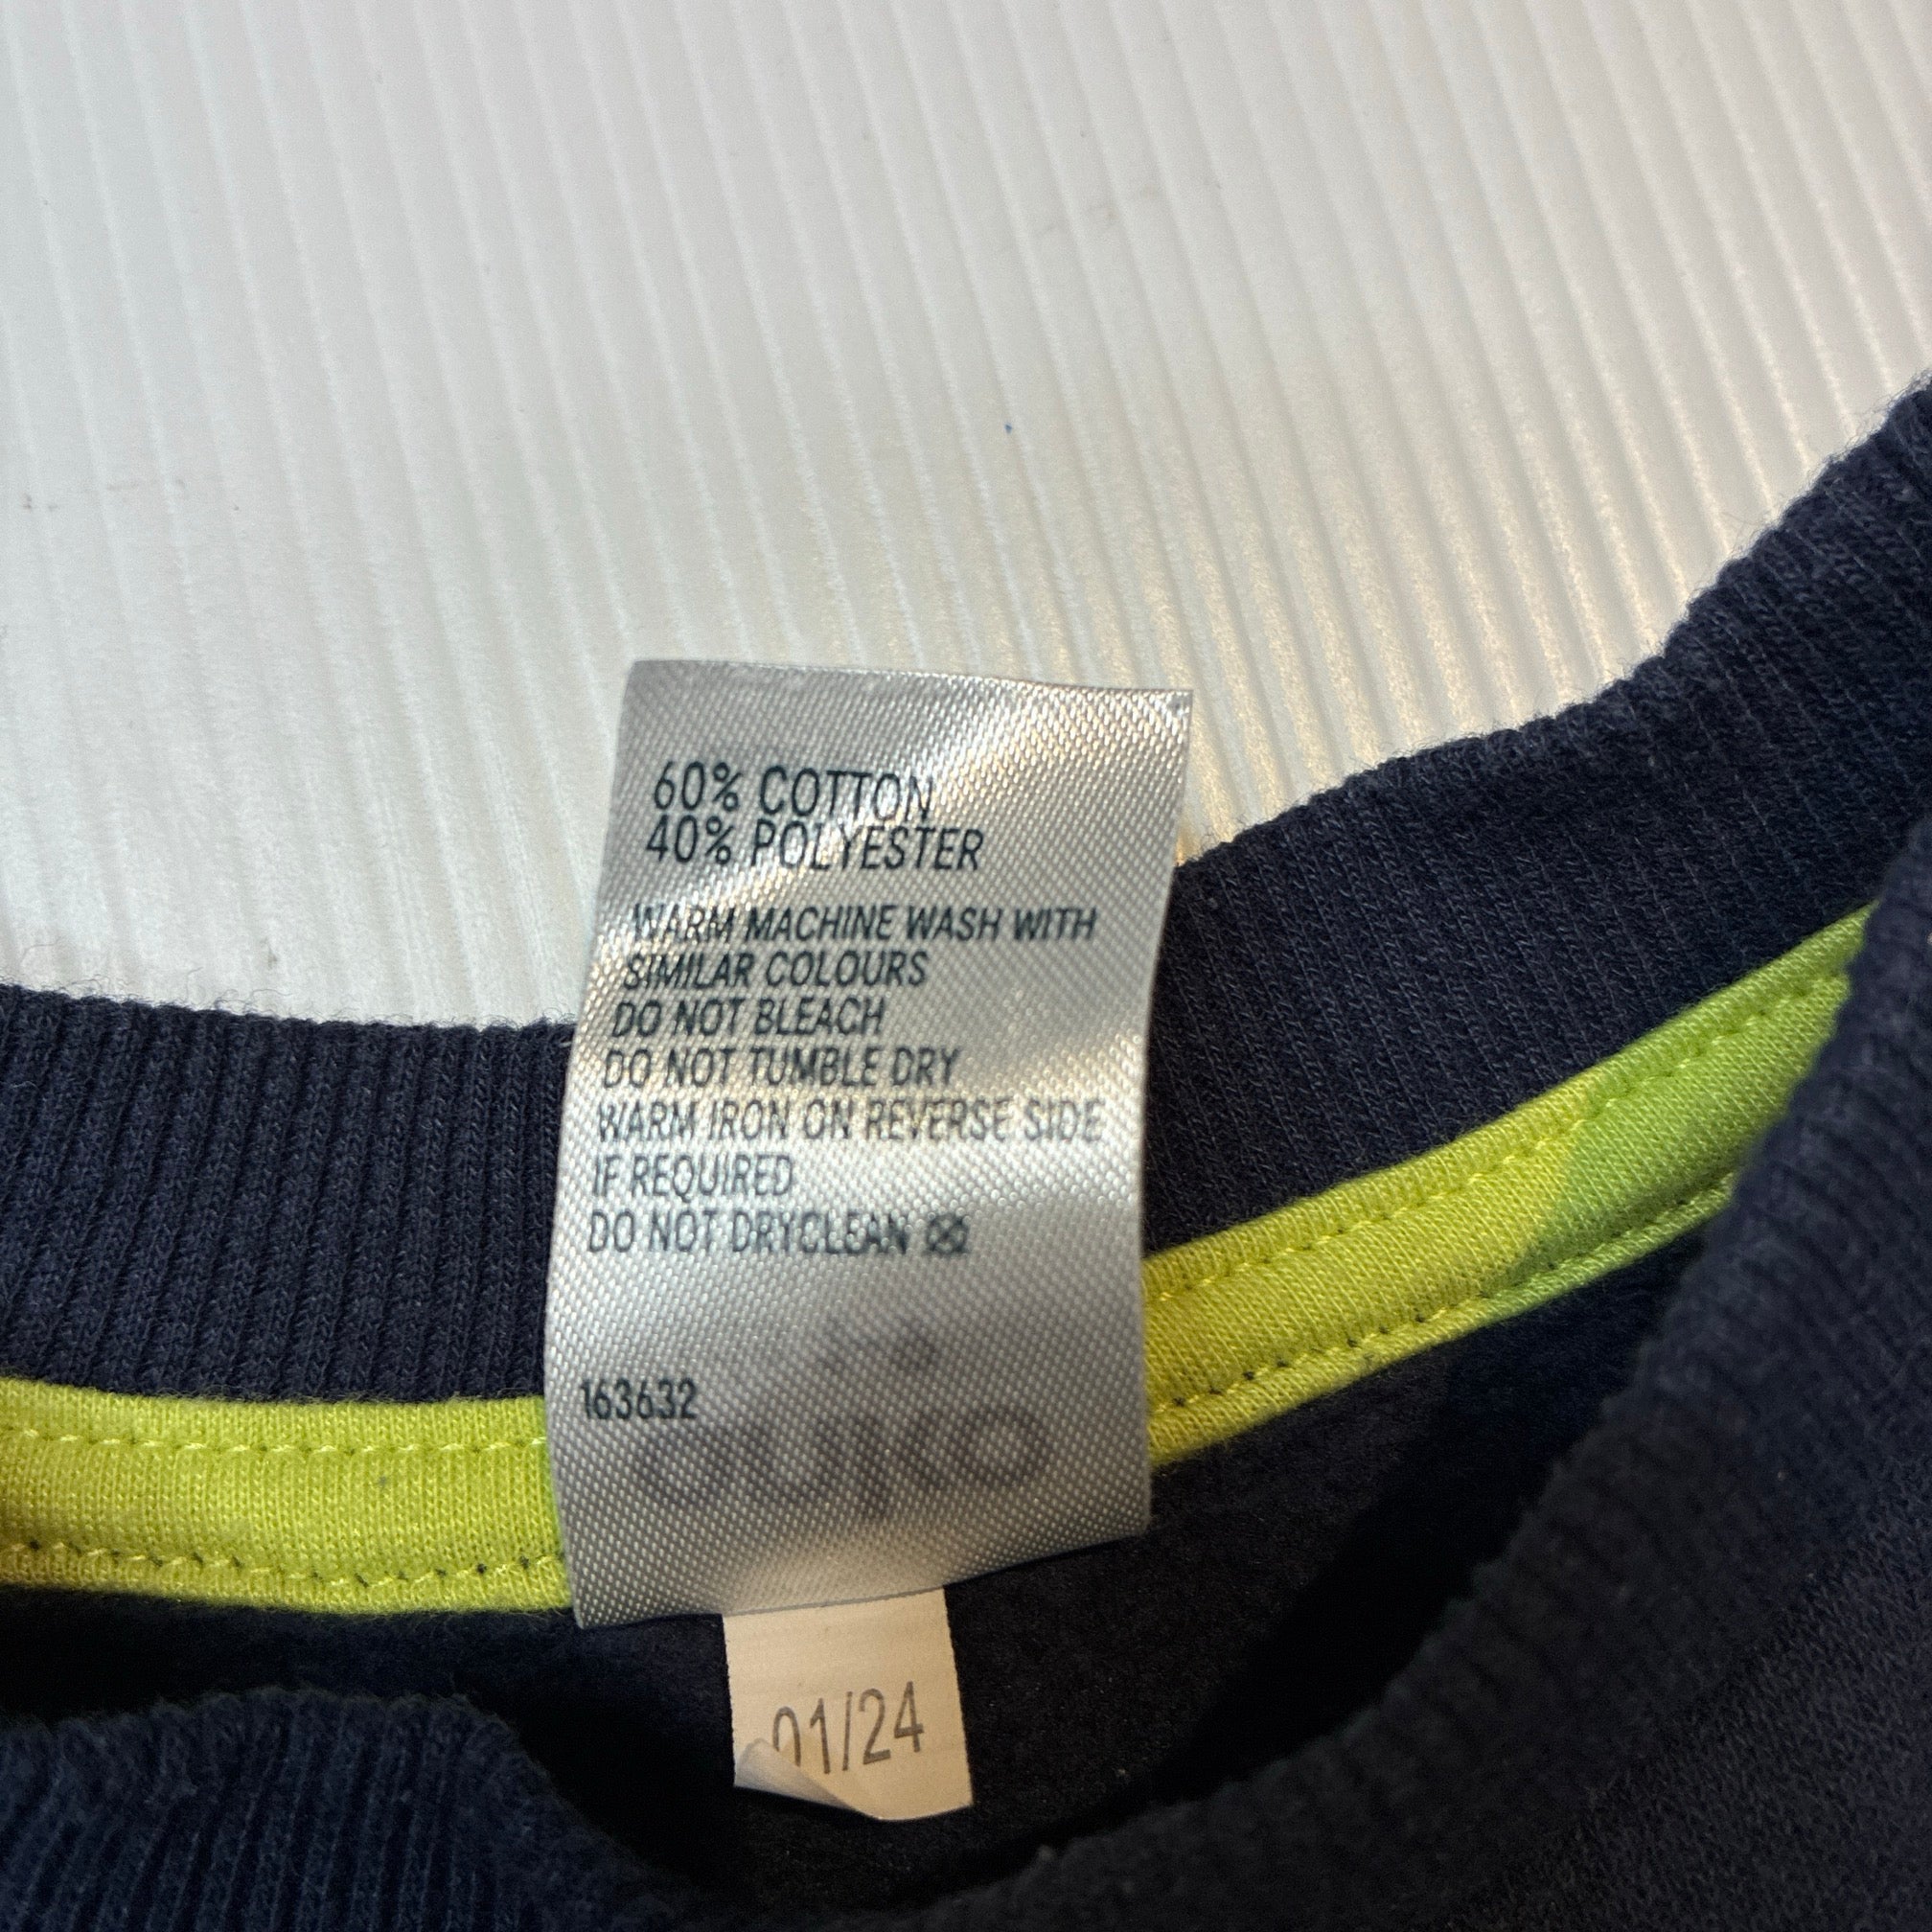 60% COTTON
40% POLYESTER
WARM MACHINE WASH WITH
SIMILAR COLOURS
DO NOT BLEACH
DO NOT TUMBLE DRY
WARM IRON ON REVERSE SIDE
IF REQUIRED
DO NOT DRYCLEAN
163632
01/24